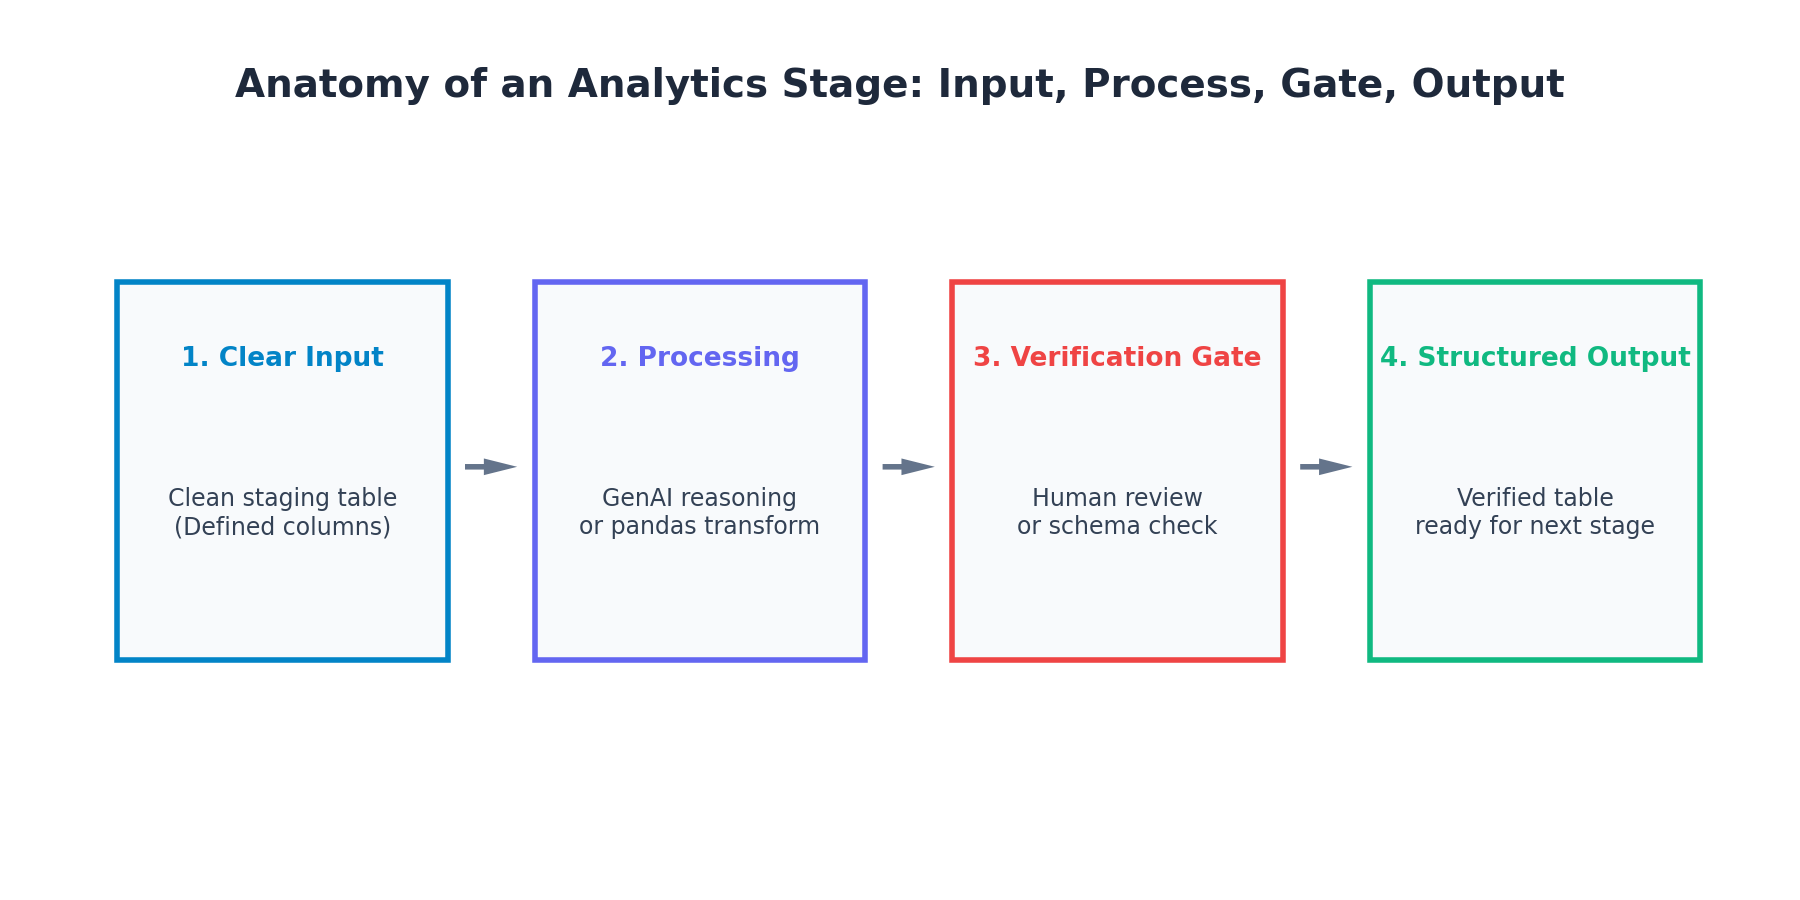 Anatomy of an Analytics Stage: Input, Process, Gate, Output
1. Clear Input
Clean staging table
(Defined columns)
2. Processing
GenAI reasoning
or pandas transform
3. Verification Gate
Human review
or schema check
4. Structured Output
Verified table
ready for next stage